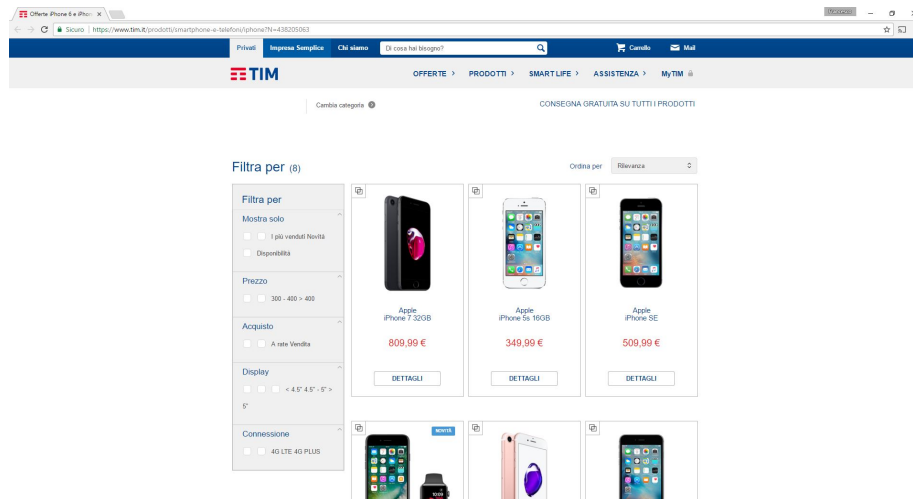 Offerte iPhone 6 e iPhon
Sicuro | https://www.tim.it/prodotti/smartphone-e-telefoni/iphone?N=438205063
Privati Impresa Semplice Chi siamo Di cosa hai bisogno? Carrello Mail
TIM OFFERTE > PRODOTTI > SMART LIFE > ASSISTENZA > MyTIM
Cambia categoria CONSEGNA GRATUITA SU TUTTI I PRODOTTI
Filtra per (8) Ordina per Rilevanza
Filtra per
Mostra solo
I più venduti Novità
Disponibilità
Prezzo
300 - 400 > 400
Acquisto
A rate Vendita
Display
< 4.5" 4.5" - 5" >
5"
Connessione
4G LTE 4G PLUS
Apple
iPhone 7 32GB
809,99 €
DETTAGLI
Apple
iPhone 5s 16GB
349,99 €
DETTAGLI
Apple
iPhone SE
509,99 €
DETTAGLI
NOVITÀ
10:09